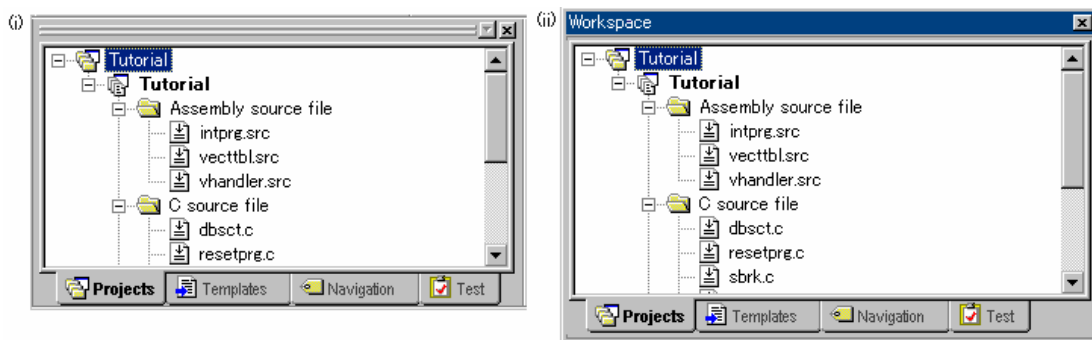 (i)
Tutorial
Tutorial
Assembly source file
intprg.src
vecttbl.src
vhandler.src
C source file
dbsct.c
resetprg.c
Projects Templates Navigation Test
(ii)
Workspace
Tutorial
Tutorial
Assembly source file
intprg.src
vecttbl.src
vhandler.src
C source file
dbsct.c
resetprg.c
sbrk.c
Projects Templates Navigation Test